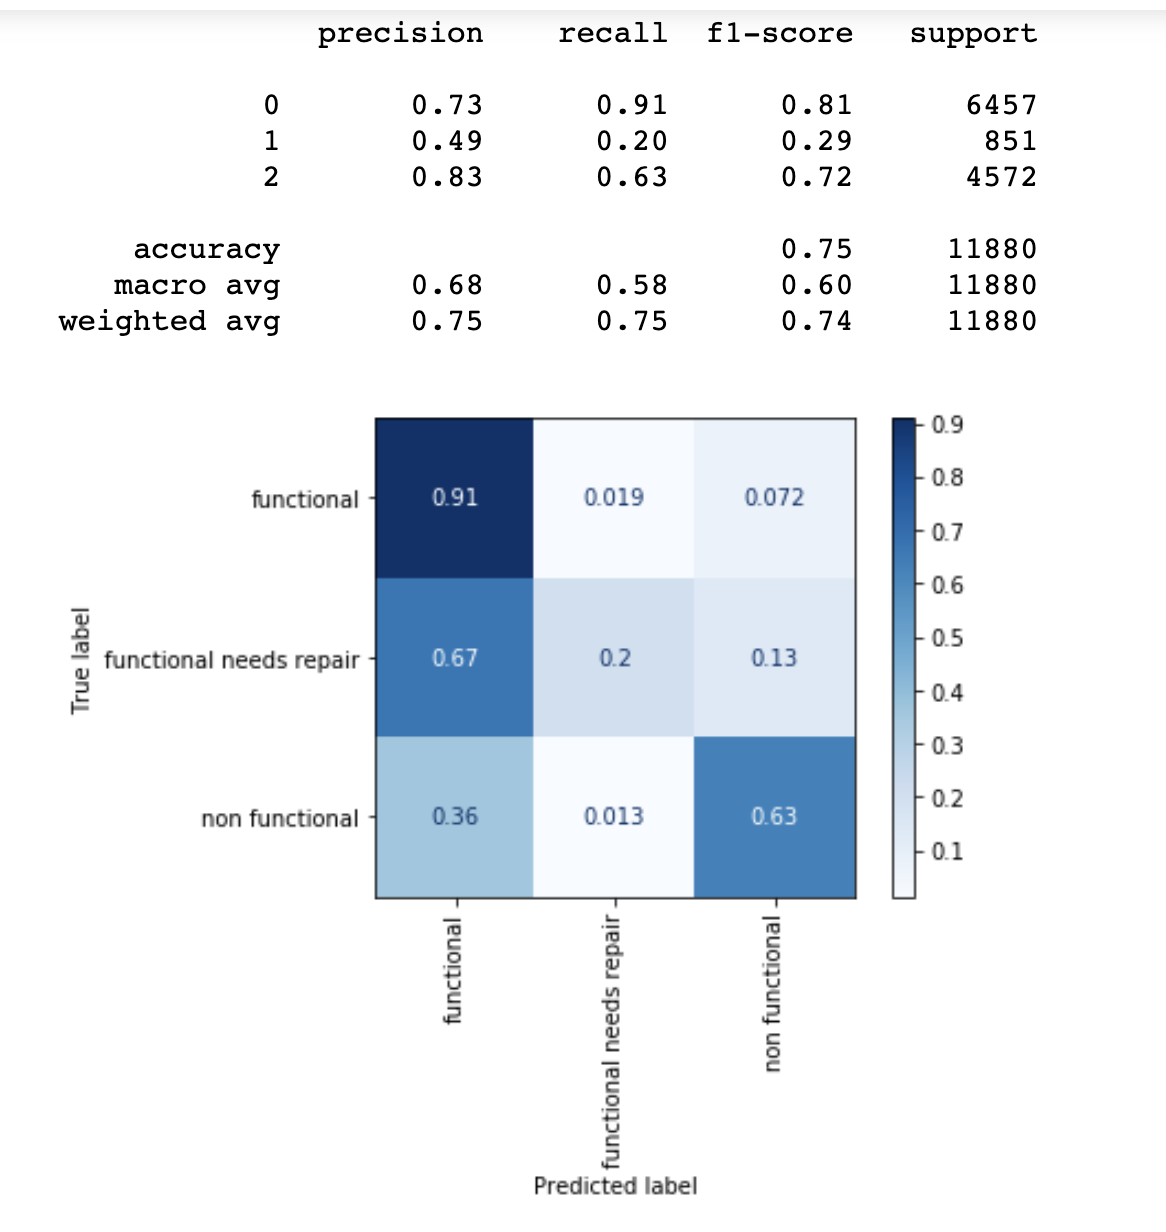 precision recall f1-score support
0 0.73 0.91 0.81 6457
1 0.49 0.20 0.29 851
2 0.83 0.63 0.72 4572
accuracy 0.75 11880
macro avg 0.68 0.58 0.60 11880
weighted avg 0.75 0.75 0.74 11880
True label
functional 0.91 0.019 0.072
functional needs repair 0.67 0.2 0.13
non functional 0.36 0.013 0.63
functional
functional needs repair
non functional
Predicted label
0.9
0.8
0.7
0.6
0.5
0.4
0.3
0.2
0.1